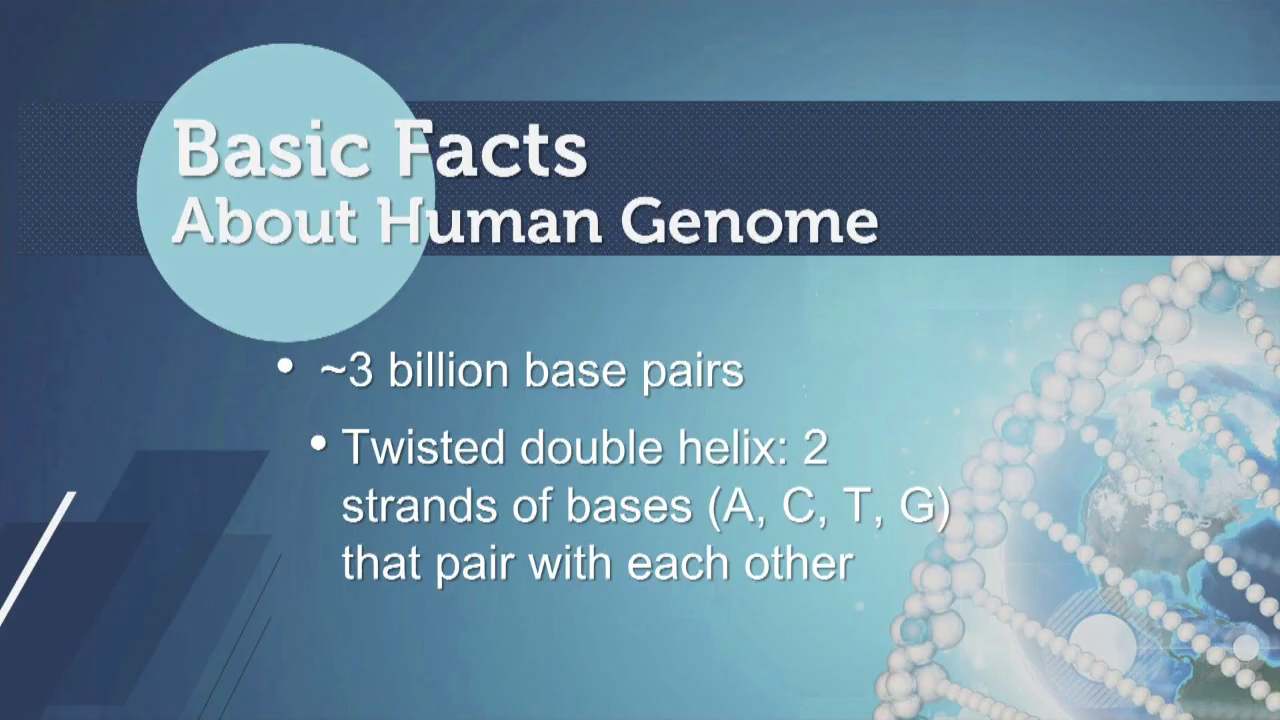 Basic Facts
About Human Genome
• ~3 billion base pairs
• Twisted double helix: 2
strands of bases (A, C, T, G)
that pair with each other